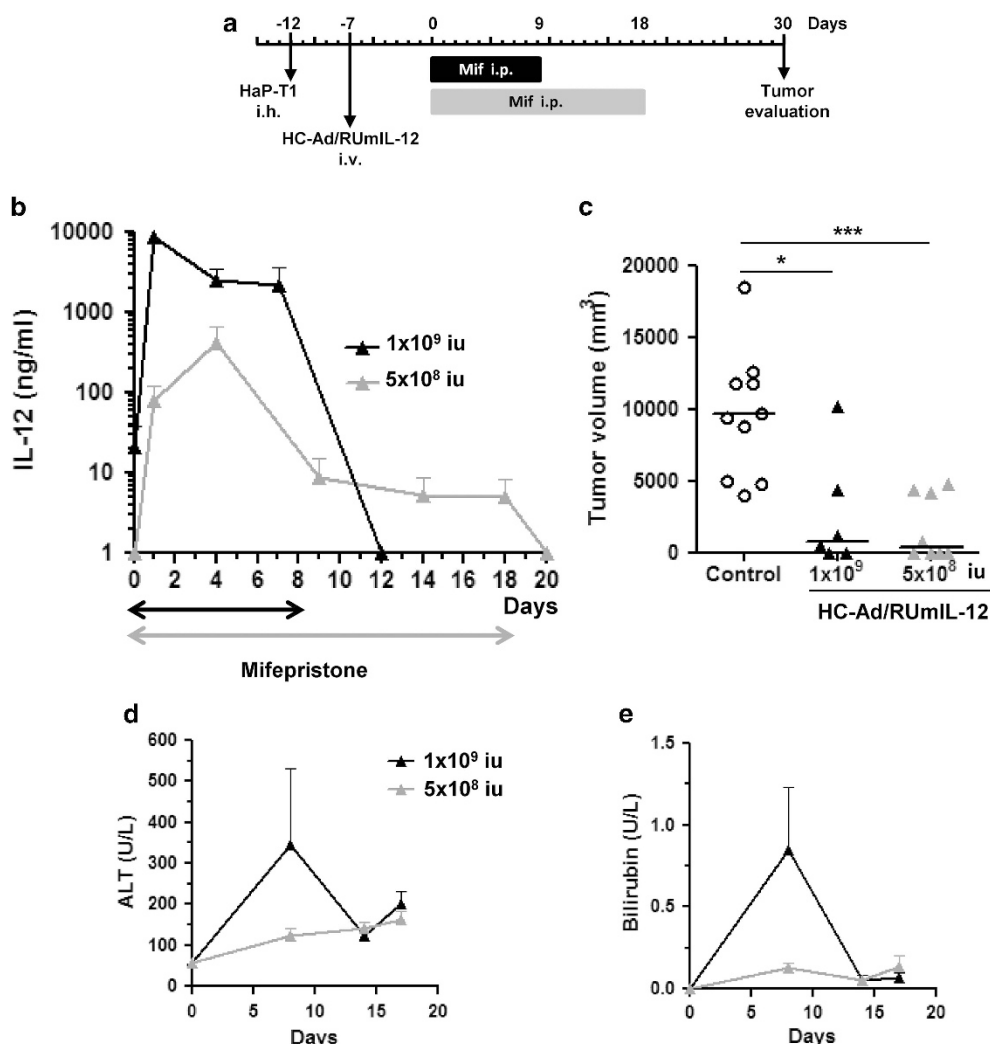 a
-12 -7 0 9 18 30 Days
Mif i.p.
Mif i.p.
HaP-T1
i.h.
HC-Ad/RUmIL-12
i.v.
Tumor
evaluation
b
IL-12 (ng/ml)
10000
1000
100
10
1
1x10⁹ iu
5x10⁸ iu
0 2 4 6 8 10 12 14 16 18 20
Days
Mifepristone
c
***
*
Tumor volume (mm³)
20000
15000
10000
5000
0
Control 1x10⁹ 5x10⁸ iu
HC-Ad/RUmIL-12
d
ALT (U/L)
600
500
400
300
200
100
0
1x10⁹ iu
5x10⁸ iu
0 5 10 15 20
Days
e
Bilirubin (U/L)
1.5
1.0
0.5
0.0
0 5 10 15 20
Days